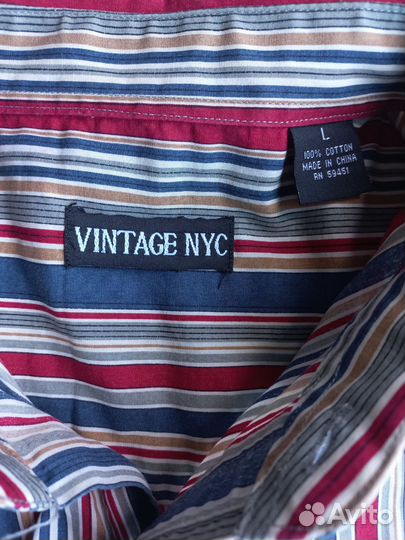 L
100% COTTON
MADE IN CHINA
RN 59451
VINTAGE NYC
Avito